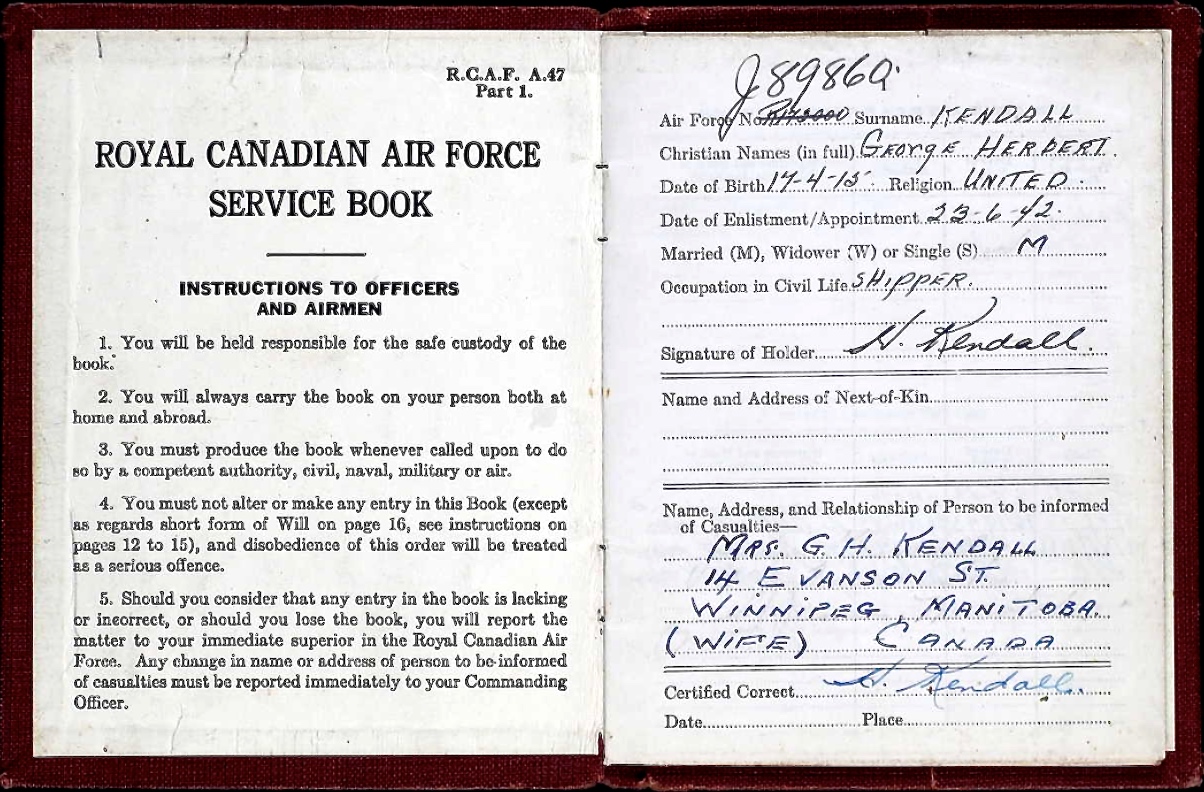 R.C.A.F. A.47
Part 1.
ROYAL CANADIAN AIR FORCE
SERVICE BOOK
INSTRUCTIONS TO OFFICERS
AND AIRMEN
1. You will be held responsible for the safe custody of the
book.
2. You will always carry the book on your person both at
home and abroad.
3. You must produce the book whenever called upon to do
so by a competent authority, civil, naval, military or air.
4. You must not alter or make any entry in this Book (except
as regards short form of Will on page 16, see instructions on
pages 12 to 15), and disobedience of this order will be treated
as a serious offence.
5. Should you consider that any entry in the book is lacking
or incorrect, or should you lose the book, you will report the
matter to your immediate superior in the Royal Canadian Air
Force. Any change in name or address of person to be informed
of casualties must be reported immediately to your Commanding
Officer.
J89869.
Air Force No. Surname KENDALL
Christian Names (in full) GEORGE HERBERT.
Date of Birth 17-4-15. Religion UNITED.
Date of Enlistment/Appointment 23-6-42.
Married (M), Widower (W) or Single (S) M
Occupation in Civil Life SHIPPER.
Signature of Holder H. Kendall.
Name and Address of Next-of-Kin
Name, Address, and Relationship of Person to be informed
of Casualties—
MRS. G. H. KENDALL
14 EVANSON ST.
WINNIPEG, MANITOBA.
(WIFE) CANADA
Certified Correct H. Kendall.
Date Place